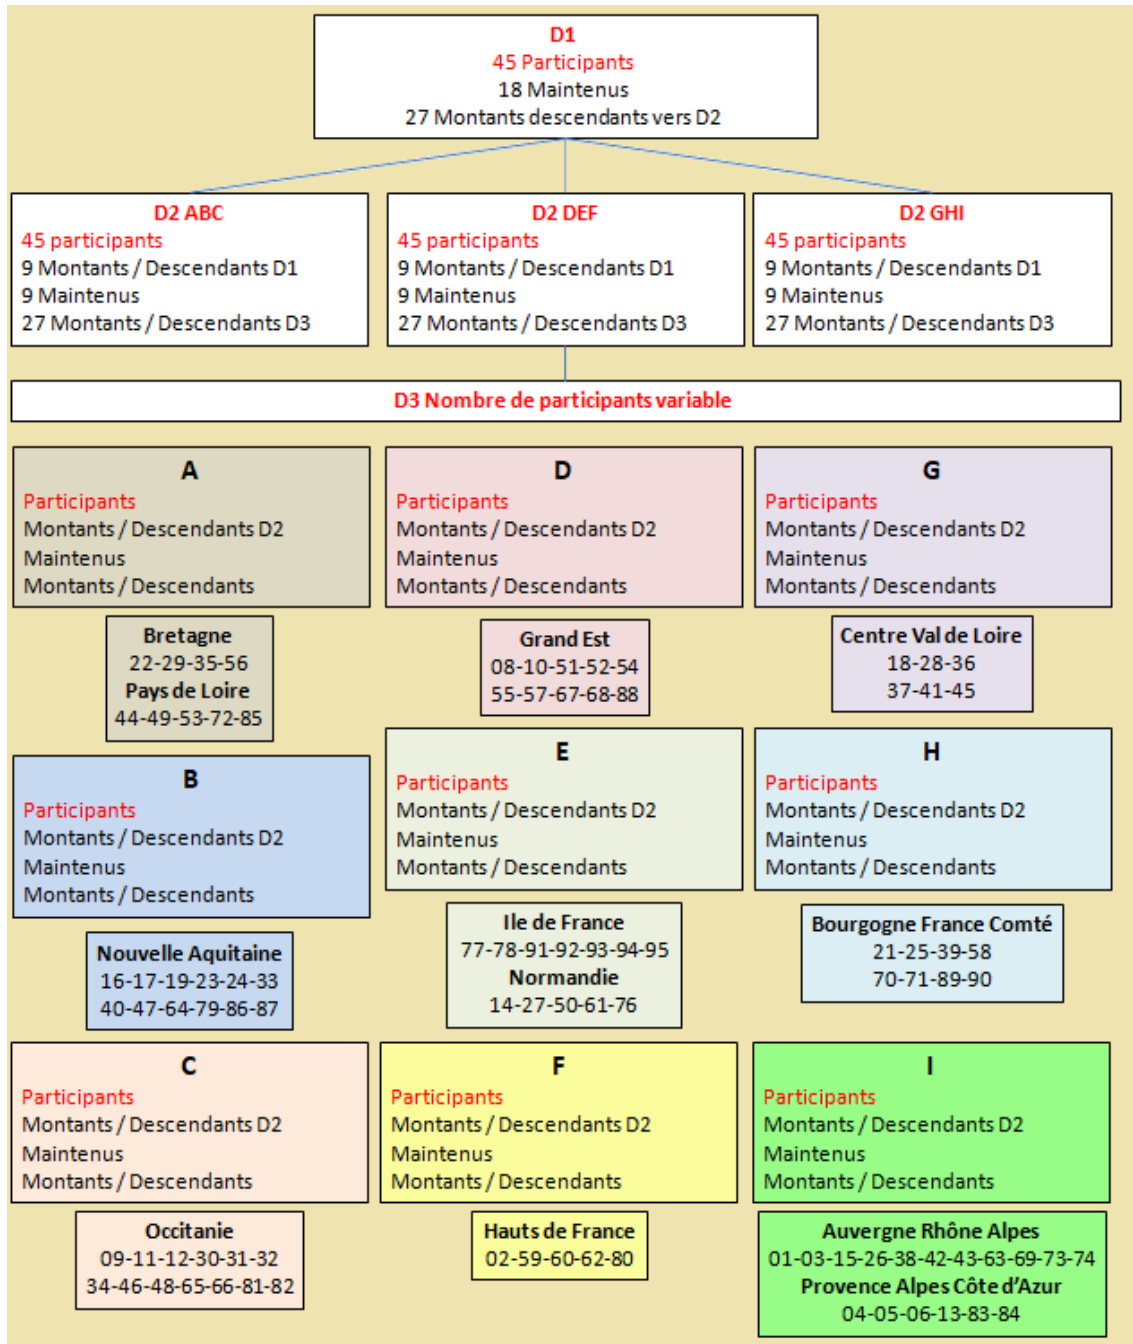 D1
45 Participants
18 Maintenus
27 Montants descendants vers D2
D2 ABC
45 participants
9 Montants / Descendants D1
9 Maintenus
27 Montants / Descendants D3
D2 DEF
45 participants
9 Montants / Descendants D1
9 Maintenus
27 Montants / Descendants D3
D2 GHI
45 participants
9 Montants / Descendants D1
9 Maintenus
27 Montants / Descendants D3
D3 Nombre de participants variable
A
Participants
Montants / Descendants D2
Maintenus
Montants / Descendants
Bretagne
22-29-35-56
Pays de Loire
44-49-53-72-85
D
Participants
Montants / Descendants D2
Maintenus
Montants / Descendants
Grand Est
08-10-51-52-54
55-57-67-68-88
G
Participants
Montants / Descendants D2
Maintenus
Montants / Descendants
Centre Val de Loire
18-28-36
37-41-45
B
Participants
Montants / Descendants D2
Maintenus
Montants / Descendants
Nouvelle Aquitaine
16-17-19-23-24-33
40-47-64-79-86-87
E
Participants
Montants / Descendants D2
Maintenus
Montants / Descendants
Ile de France
77-78-91-92-93-94-95
Normandie
14-27-50-61-76
H
Participants
Montants / Descendants D2
Maintenus
Montants / Descendants
Bourgogne France Comté
21-25-39-58
70-71-89-90
C
Participants
Montants / Descendants D2
Maintenus
Montants / Descendants
Occitanie
09-11-12-30-31-32
34-46-48-65-66-81-82
F
Participants
Montants / Descendants D2
Maintenus
Montants / Descendants
Hauts de France
02-59-60-62-80
I
Participants
Montants / Descendants D2
Maintenus
Montants / Descendants
Auvergne Rhône Alpes
01-03-15-26-38-42-43-63-69-73-74
Provence Alpes Côte d'Azur
04-05-06-13-83-84